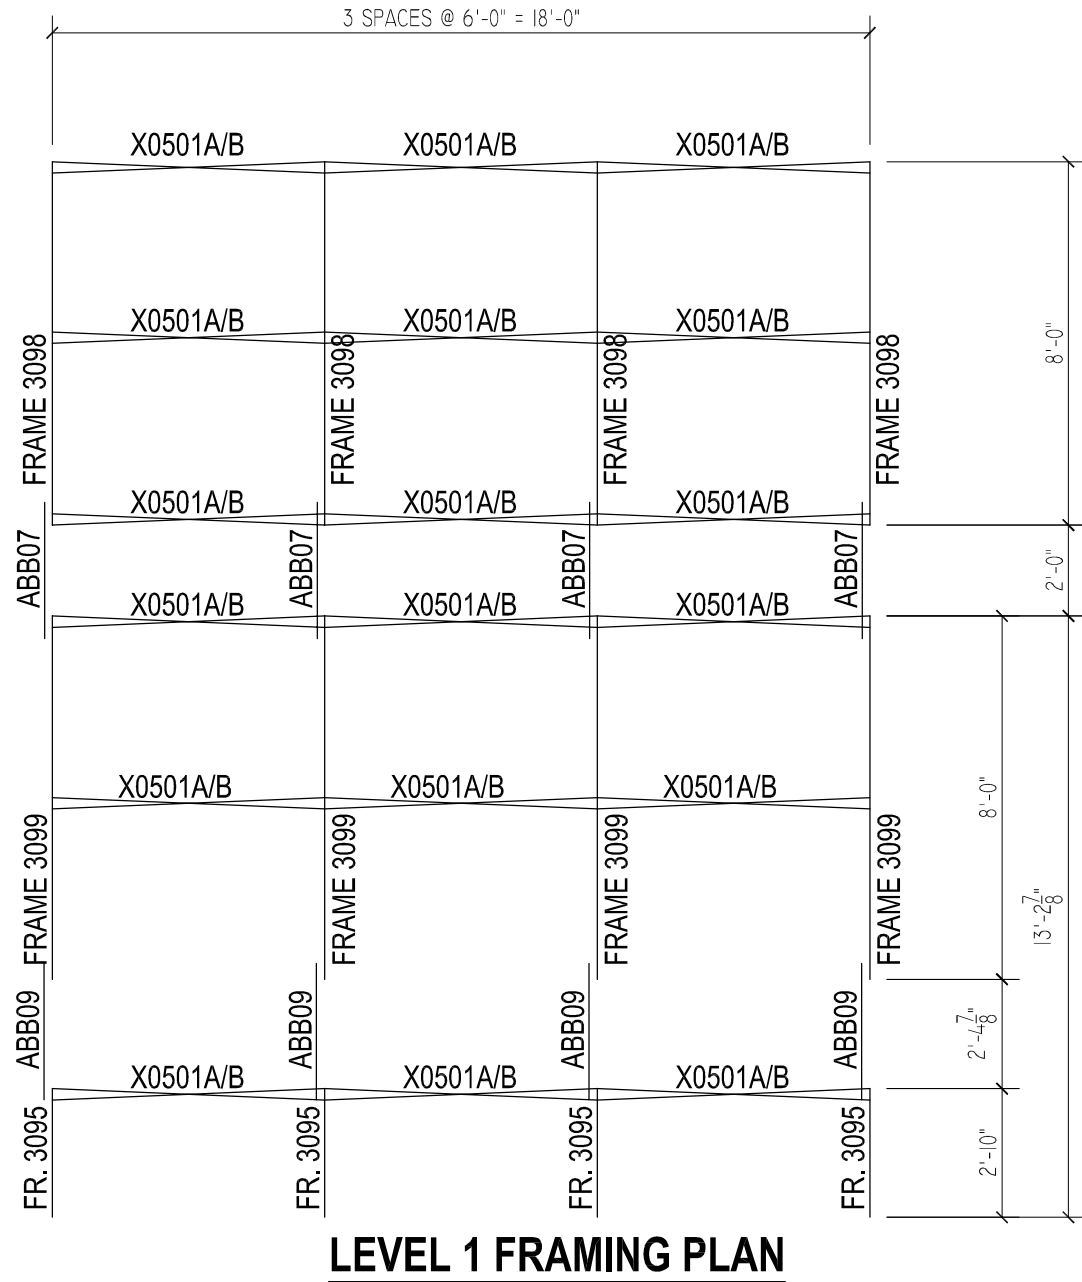 3 SPACES @ 6'-0" = 18'-0"
X0501A/B X0501A/B X0501A/B
X0501A/B X0501A/B X0501A/B
FRAME 3098 FRAME 3098 FRAME 3098 FRAME 3098
8'-0"
X0501A/B X0501A/B X0501A/B
ABB07 ABB07 ABB07 ABB07
2'-0"
X0501A/B X0501A/B X0501A/B
X0501A/B X0501A/B X0501A/B
8'-0"
FRAME 3099 FRAME 3099 FRAME 3099 FRAME 3099
13'-2 7/8"
ABB09 ABB09 ABB09 ABB09
2'-4 7/8"
X0501A/B X0501A/B X0501A/B
FR. 3095 FR. 3095 FR. 3095 FR. 3095
2'-10"
LEVEL 1 FRAMING PLAN